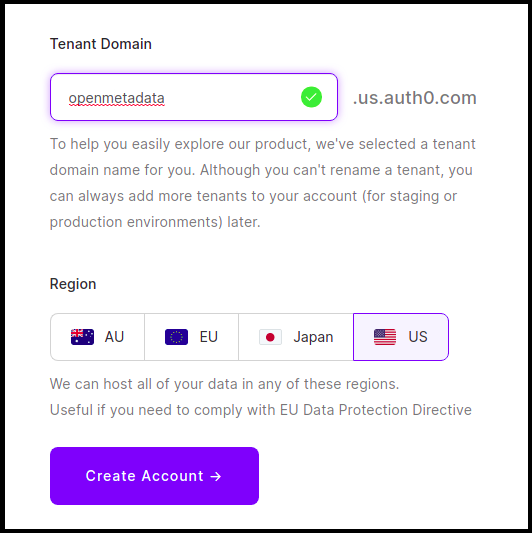 Tenant Domain
openmetadata .us.auth0.com
To help you easily explore our product, we've selected a tenant
domain name for you. Although you can't rename a tenant, you
can always add more tenants to your account (for staging or
production environments) later.
Region
AU EU Japan US
We can host all of your data in any of these regions.
Useful if you need to comply with EU Data Protection Directive
Create Account →